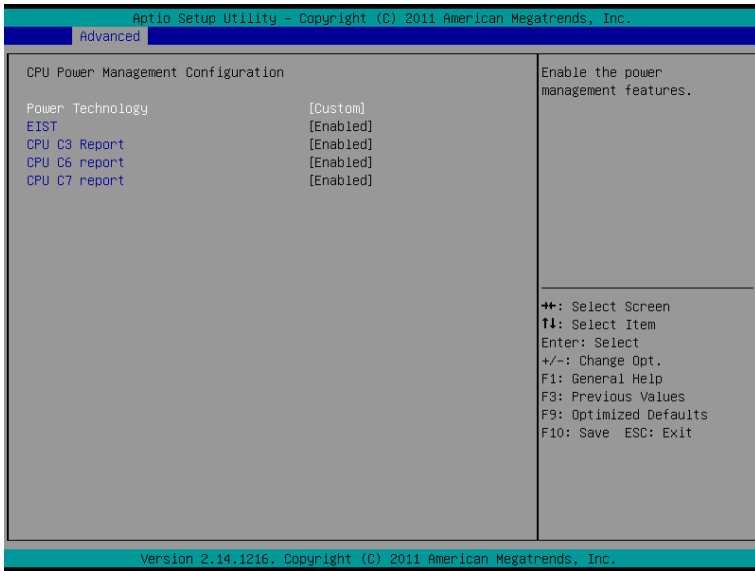 Aptio Setup Utility – Copyright (C) 2011 American Megatrends, Inc.
Advanced
CPU Power Management Configuration
Power Technology [Custom]
EIST [Enabled]
CPU C3 Report [Enabled]
CPU C6 report [Enabled]
CPU C7 report [Enabled]
Enable the power
management features.
→←: Select Screen
↑↓: Select Item
Enter: Select
+/-: Change Opt.
F1: General Help
F3: Previous Values
F9: Optimized Defaults
F10: Save ESC: Exit
Version 2.14.1216. Copyright (C) 2011 American Megatrends, Inc.